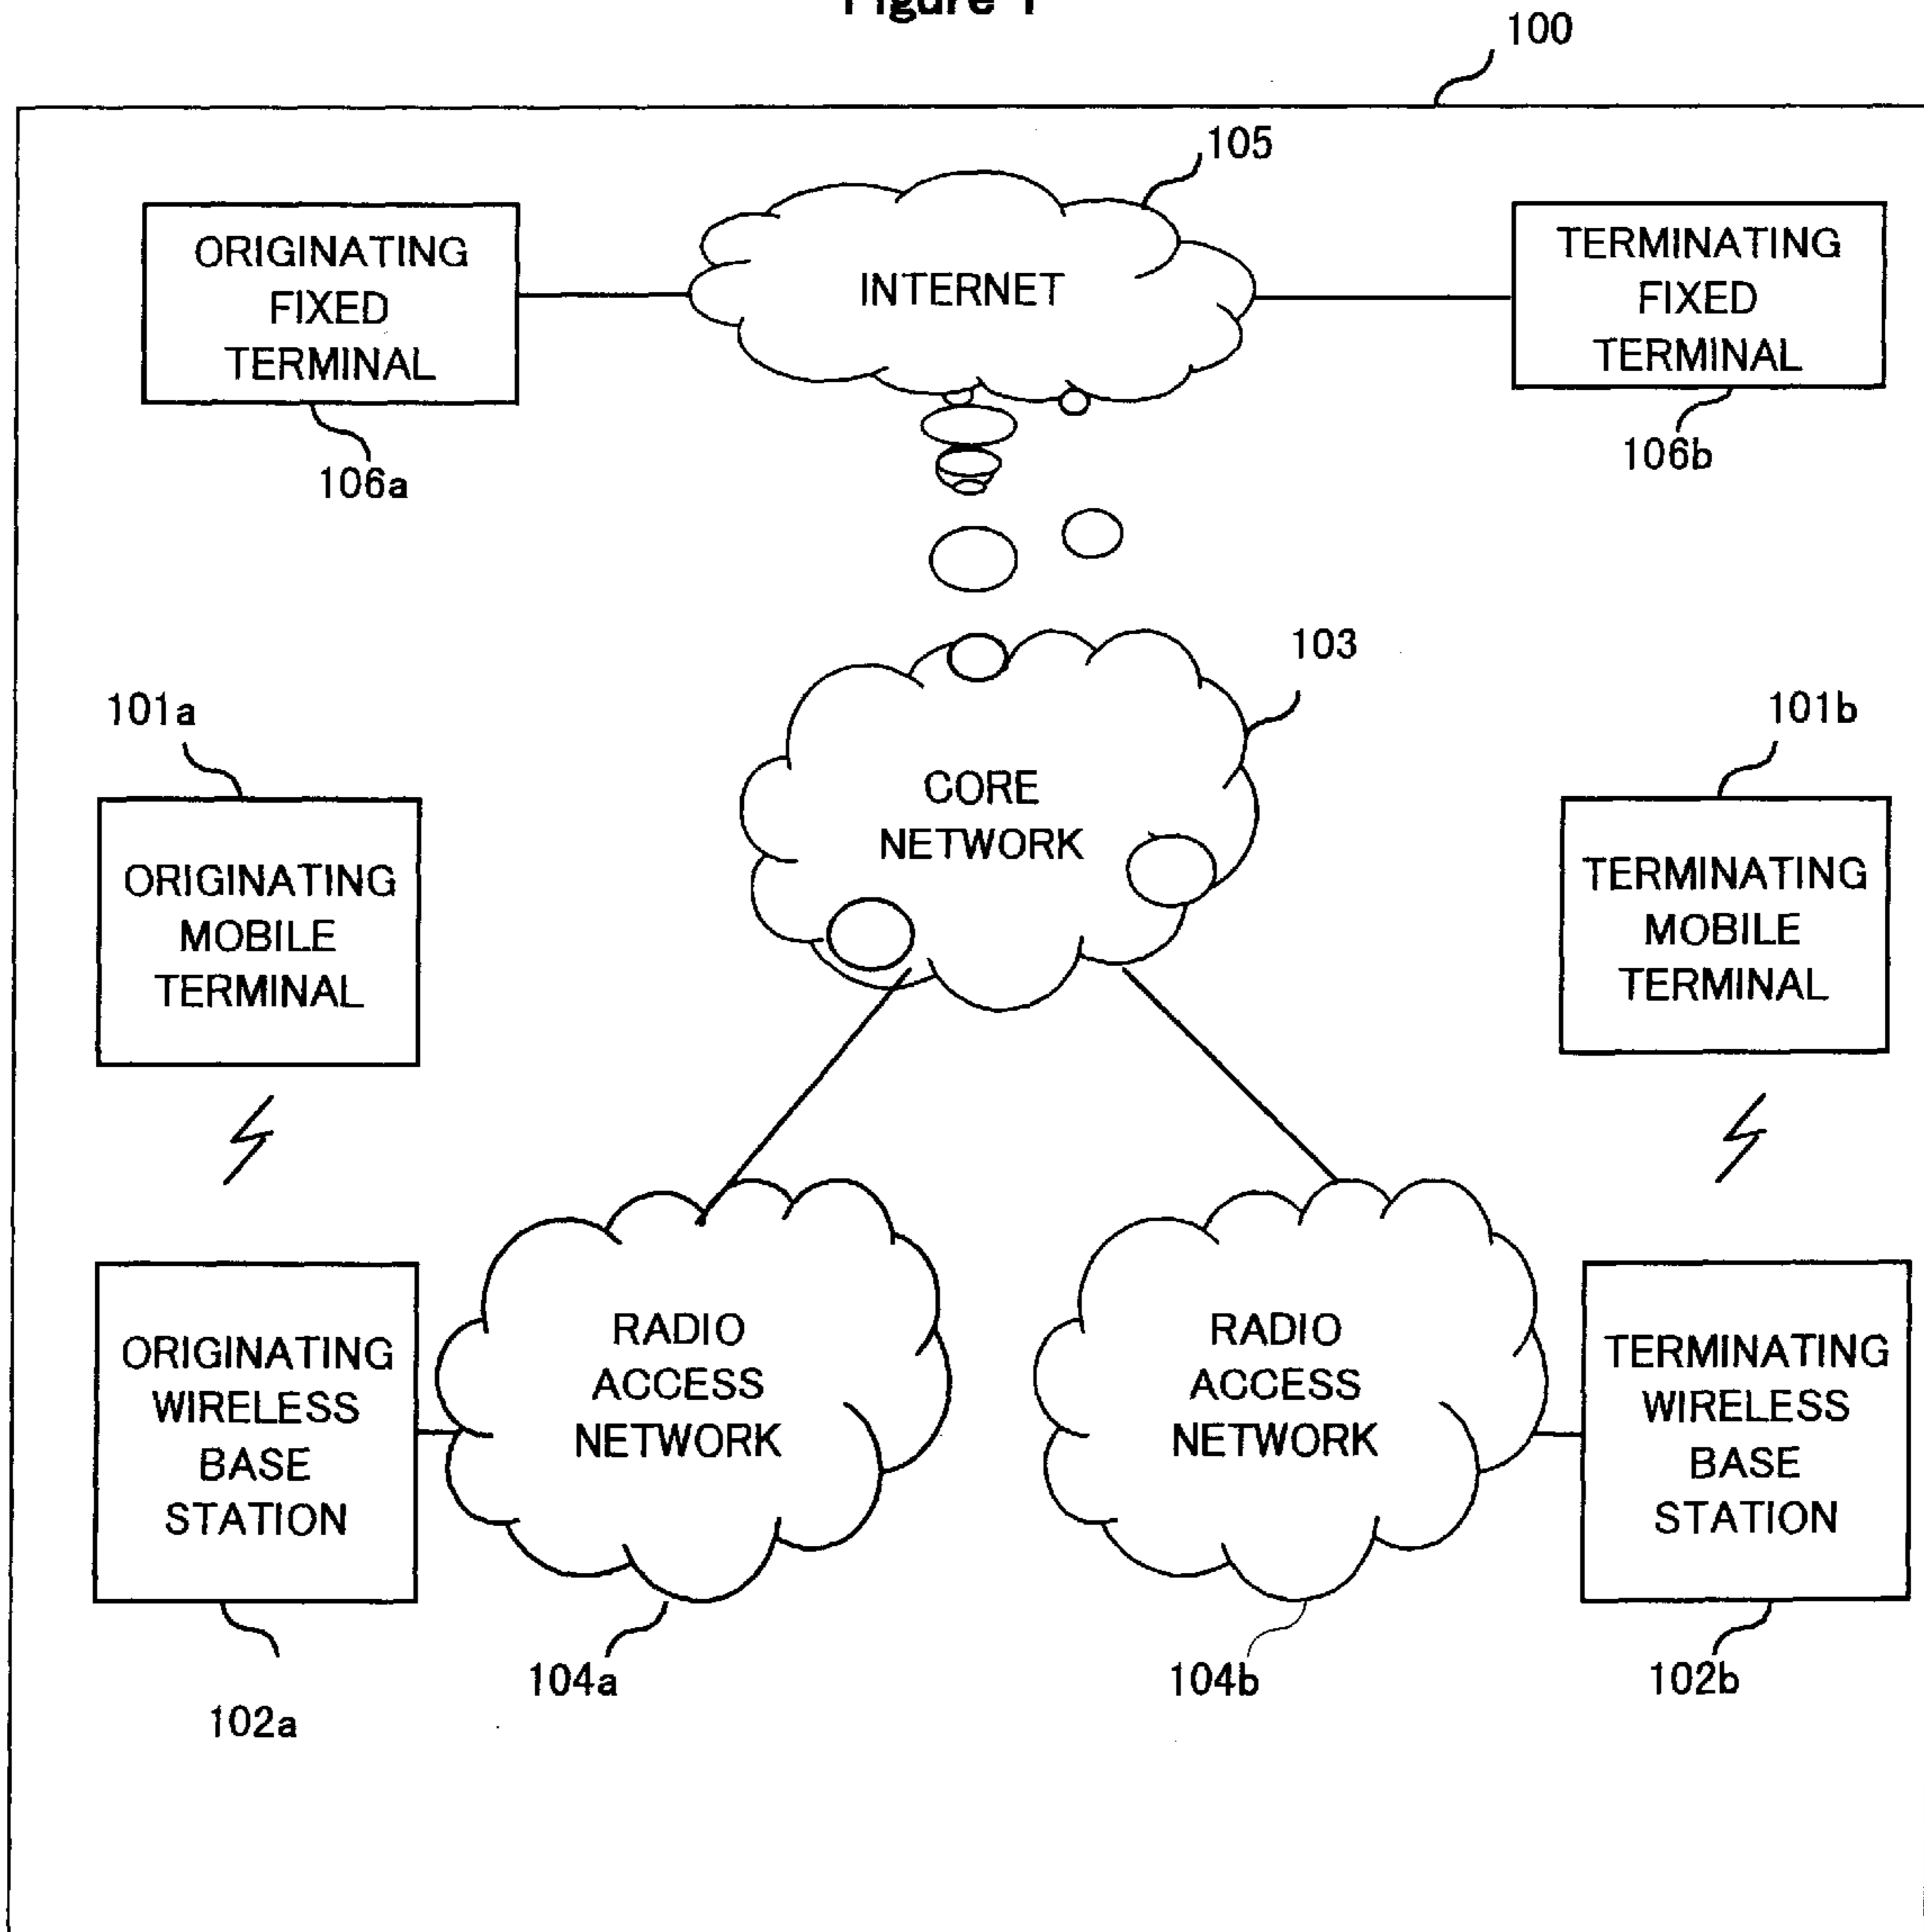 Figure 1
100
105
ORIGINATING
FIXED
TERMINAL
INTERNET
TERMINATING
FIXED
TERMINAL
106a
106b
103
101a
101b
CORE
NETWORK
ORIGINATING
MOBILE
TERMINAL
TERMINATING
MOBILE
TERMINAL
ORIGINATING
WIRELESS
BASE
STATION
RADIO
ACCESS
NETWORK
RADIO
ACCESS
NETWORK
TERMINATING
WIRELESS
BASE
STATION
102a
104a
104b
102b